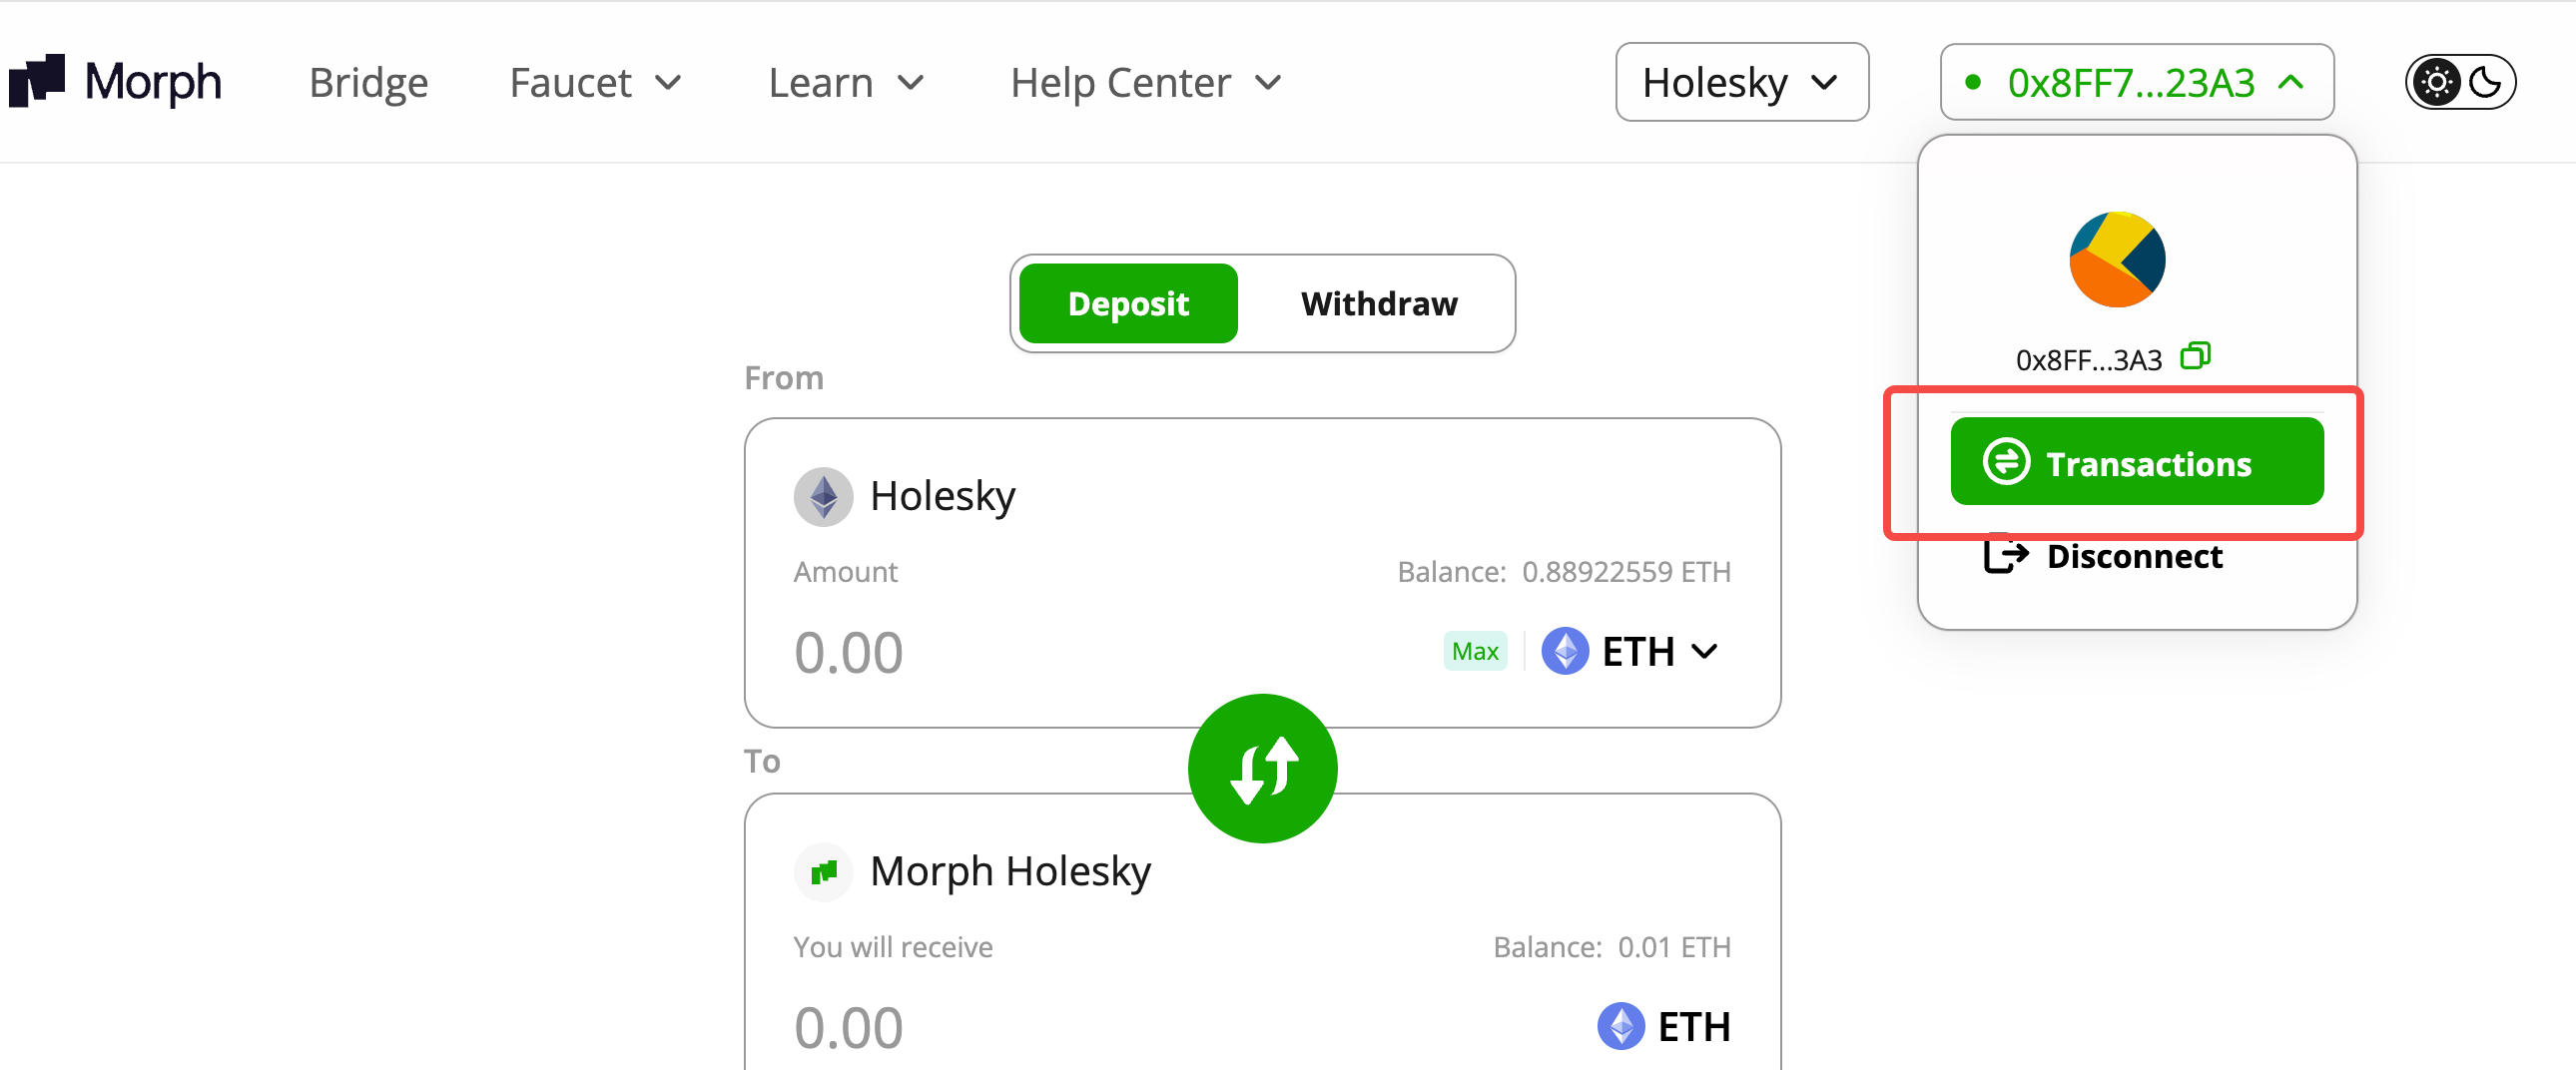 Morph Bridge Faucet Learn Help Center Holesky 0x8FF7...23A3
Deposit Withdraw
0x8FF...3A3
Transactions
Disconnect
From
Holesky
Amount Balance: 0.88922559 ETH
0.00 Max ETH
To
Morph Holesky
You will receive Balance: 0.01 ETH
0.00 ETH